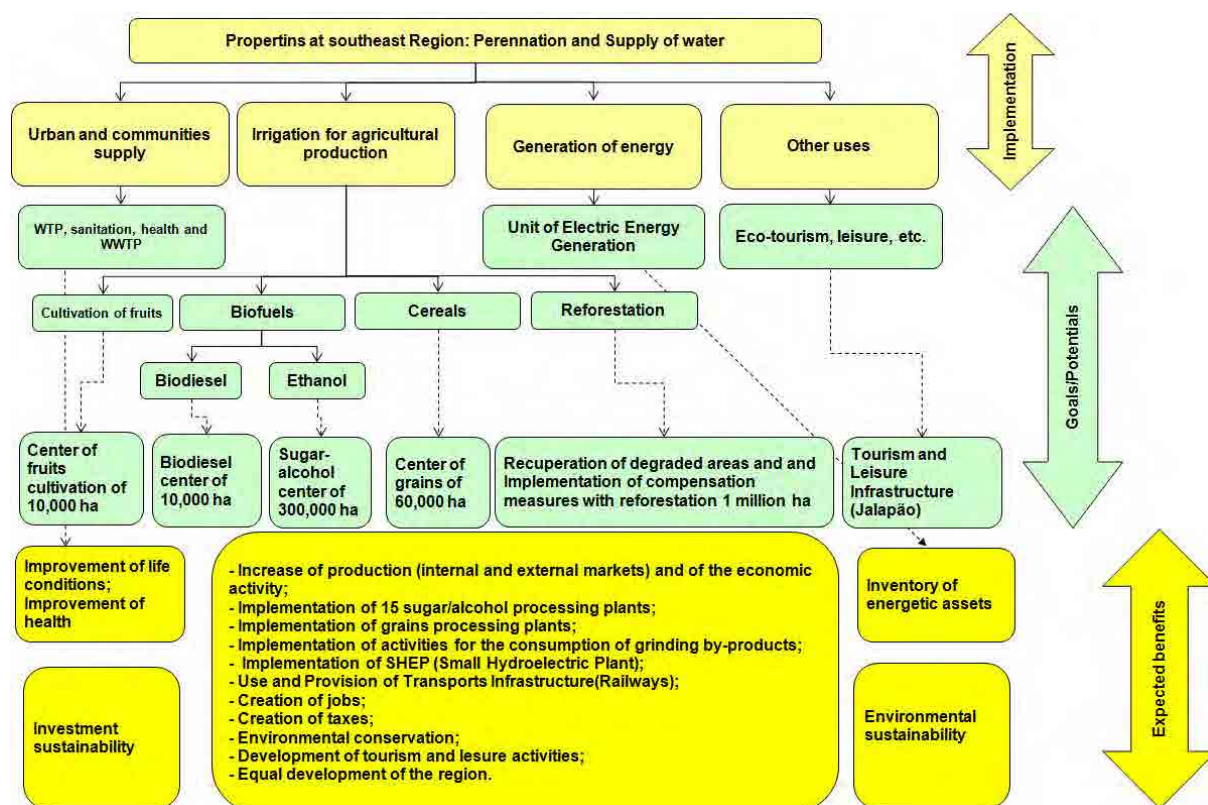 Propertins at southeast Region: Perennation and Supply of water
Implementation
Urban and communities
supply
Irrigation for agricultural
production
Generation of energy
Other uses
WTP, sanitation, health and
WWTP
Unit of Electric Energy
Generation
Eco-tourism, leisure, etc.
Goals/Potentials
Cultivation of fruits
Biofuels
Cereals
Reforestation
Biodiesel
Ethanol
Center of
fruits
cultivation of
10,000 ha
Biodiesel
center of
10,000 ha
Sugar-
alcohol
center of
300,000 ha
Center of
grains of
60,000 ha
Recuperation of degraded areas and and
Implementation of compensation
measures with reforestation 1 million ha
Tourism and
Leisure
Infrastructure
(Jalapão)
Improvement of life
conditions;
Improvement of
health
- Increase of production (internal and external markets) and of the economic
activity;
- Implementation of 15 sugar/alcohol processing plants;
- Implementation of grains processing plants;
- Implementation of activities for the consumption of grinding by-products;
- Implementation of SHEP (Small Hydroelectric Plant);
- Use and Provision of Transports Infrastructure(Railways);
- Creation of jobs;
- Creation of taxes;
- Environmental conservation;
- Development of tourism and lesure activities;
- Equal development of the region.
Inventory of
energetic assets
Expected benefits
Investment
sustainability
Environmental
sustainability